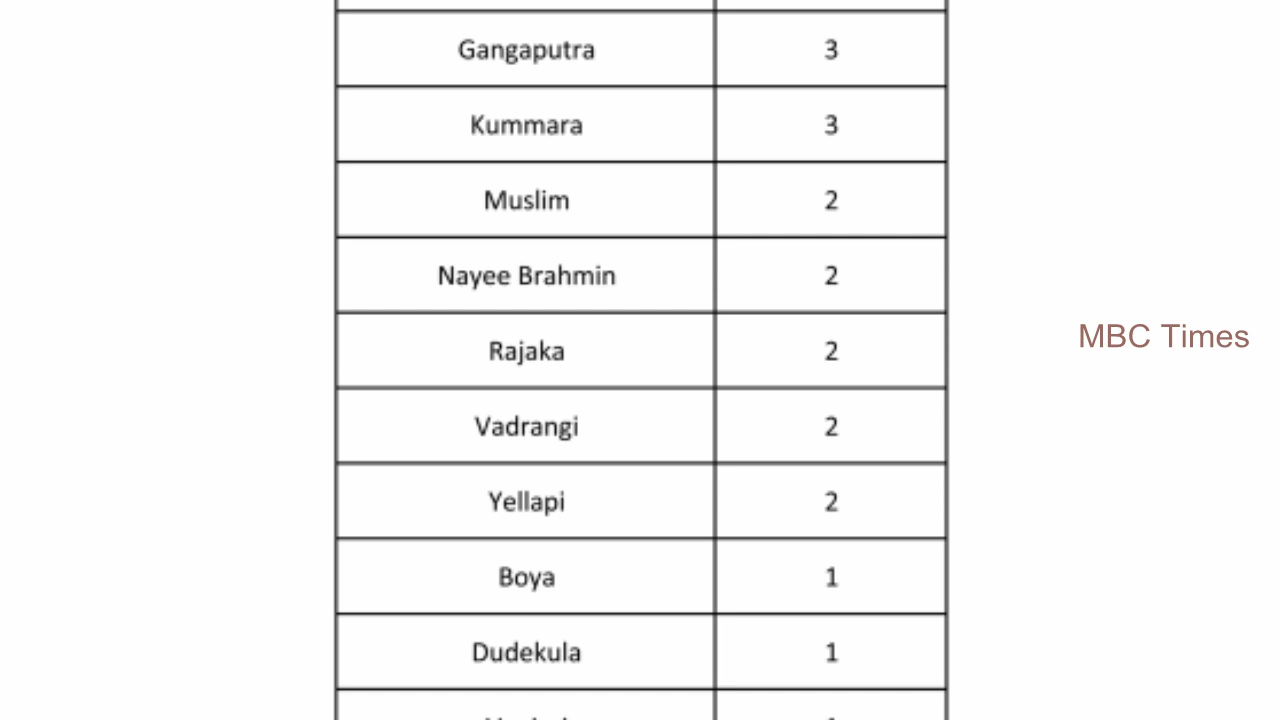 Gangaputra 3
Kummara 3
Muslim 2
Nayee Brahmin 2
Rajaka 2
Vadrangi 2
Yellapi 2
Boya 1
Dudekula 1
MBC Times